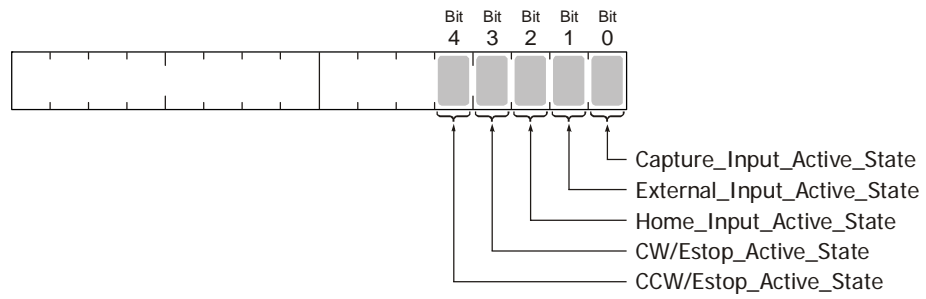 Bit Bit Bit Bit Bit
4 3 2 1 0
Capture_Input_Active_State
External_Input_Active_State
Home_Input_Active_State
CW/Estop_Active_State
CCW/Estop_Active_State